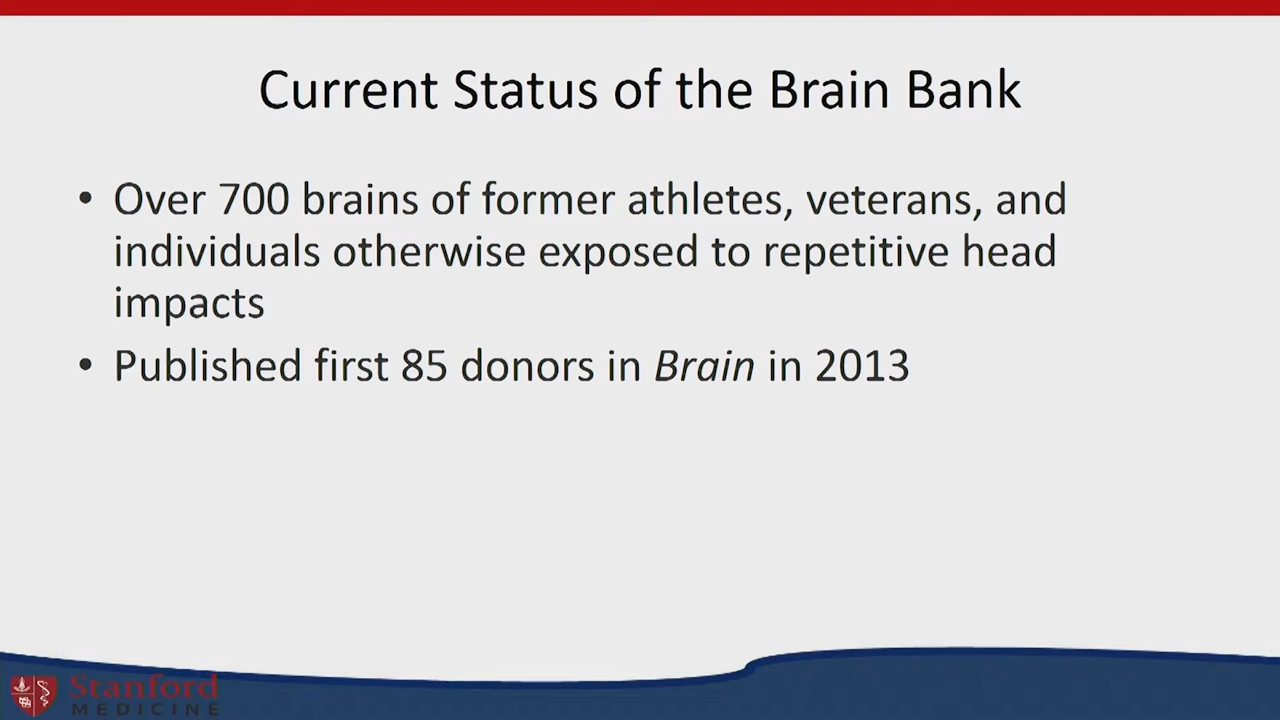 Current Status of the Brain Bank
• Over 700 brains of former athletes, veterans, and
individuals otherwise exposed to repetitive head
impacts
• Published first 85 donors in Brain in 2013
Stanford
MEDICINE